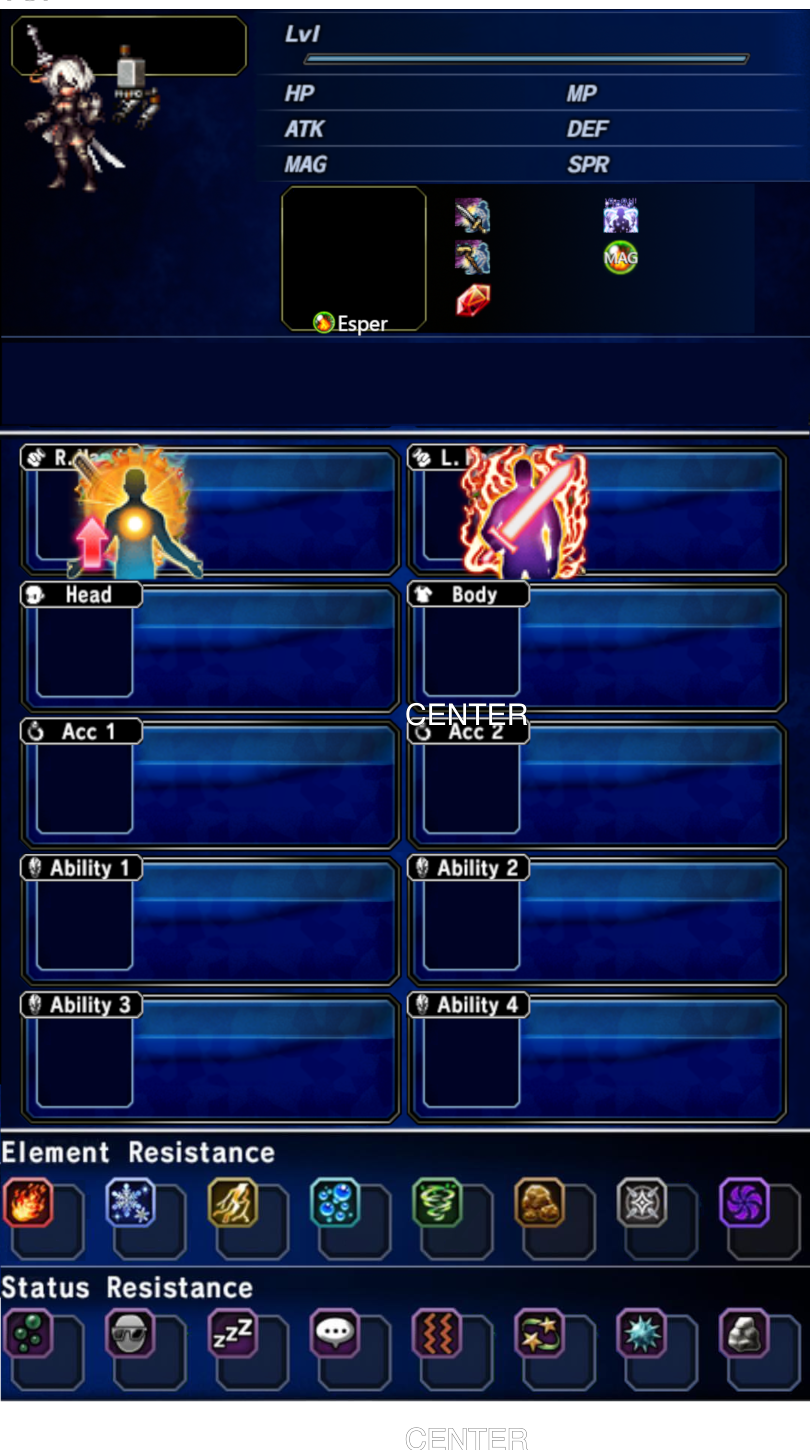 Lvl
HP MP
ATK DEF
MAG SPR
MAG
Esper
R.
L.
Head Body
CENTER
Acc 1 Acc 2
Ability 1 Ability 2
Ability 3 Ability 4
Element Resistance
Status Resistance
zzZ
CENTER